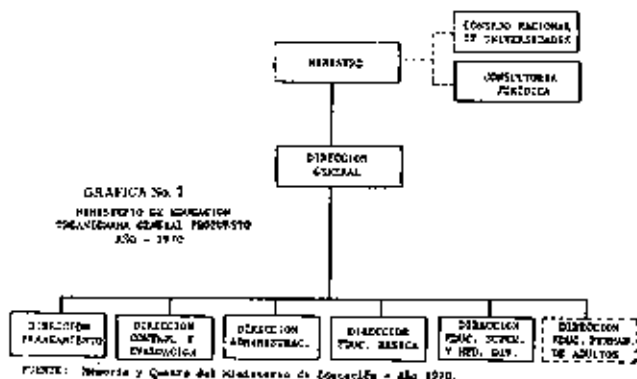 CONSEJO NACIONAL
DE UNIVERSIDADES
MINISTRO
CONSULTORIA
JURIDICA
DIRECCION
GENERAL
GRAFICA No. 1
MINISTERIO DE EDUCACION
ORGANIGRAMA GENERAL PROPUESTO
AÑO - 1970
DIRECCION
PLANEAMIENTO
DIRECCION
CONTROL Y
EVALUACION
DIRECCION
ADMINISTRAC.
DIRECCION
EDUC. BASICA
DIRECCION
EDUC. SUPER.
Y MED. DIV.
DIRECCION
EDUC.
DE ADULTOS
FUENTE: Memoria y Cuenta del Ministerio de Educación - Año 1970.